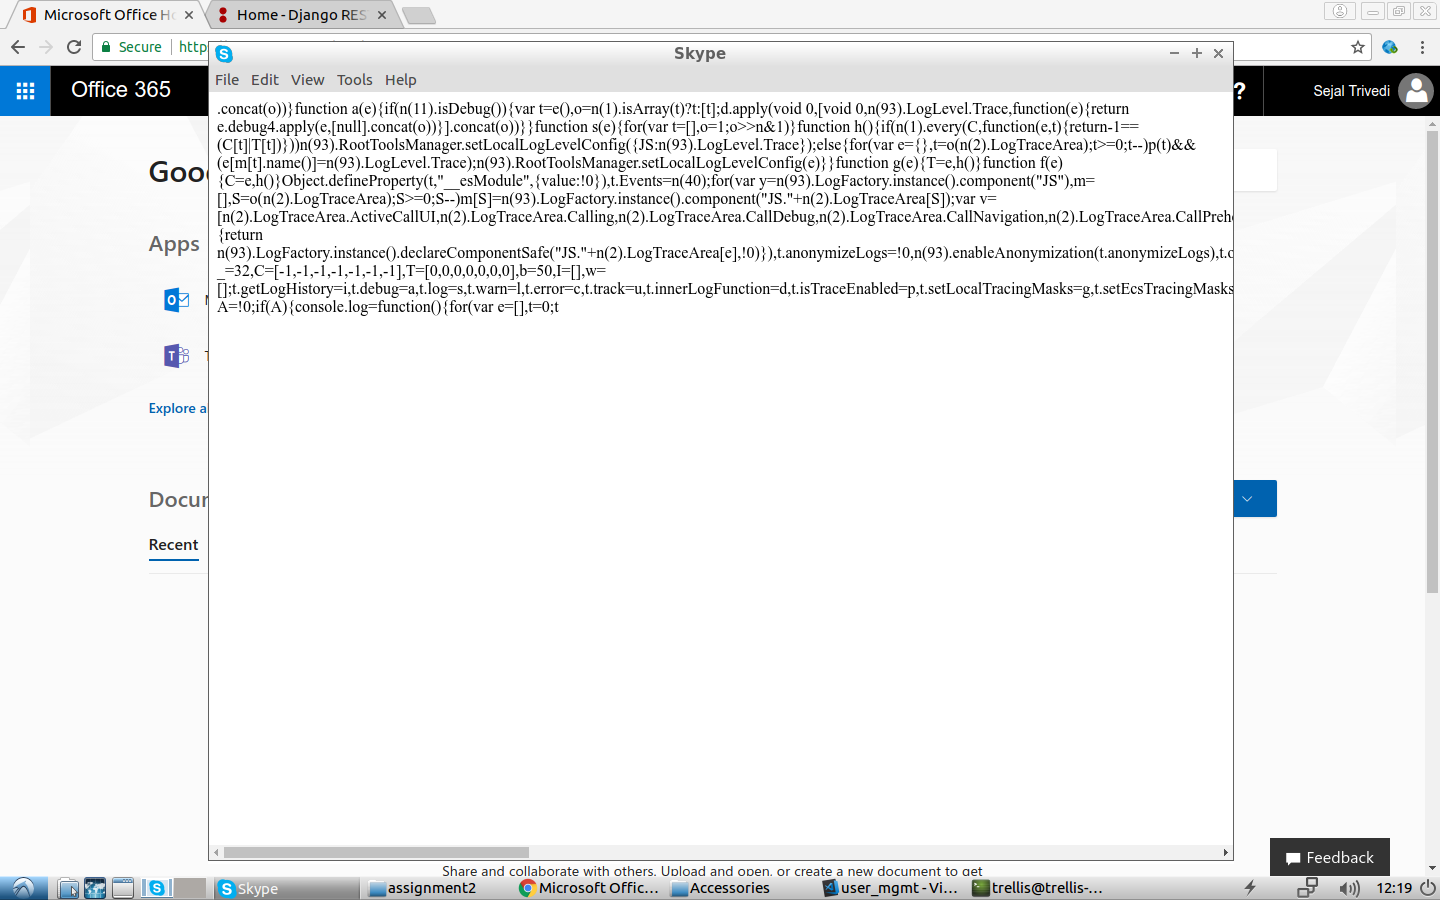 Microsoft Office Ho
Home - Django RES
Secure
http
Skype
File Edit View Tools Help
Office 365
?
Sejal Trivedi
.concat(o))}function a(e){if(n(11).isDebug()){var t=e(),o=n(1).isArray(t)?t:[t];d.apply(void 0,[void 0,n(93).LogLevel.Trace,function(e){return
e.debug4.apply(e,[null].concat(o))}].concat(o))}}function s(e){for(var t=[],o=1;o>>n&1)}function h(){if(n(1).every(C,function(e,t){return-1==
(C[t]|T[t])}))n(93).RootToolsManager.setLocalLogLevelConfig({JS:n(93).LogLevel.Trace});else{for(var e={},t=o(n(2).LogTraceArea);t>=0;t--)p(t)&&
(e[m[t].name()]=n(93).LogLevel.Trace);n(93).RootToolsManager.setLocalLogLevelConfig(e)}}function g(e){T=e,h()}function f(e)
{C=e,h()}Object.defineProperty(t,"__esModule",{value:!0}),t.Events=n(40);for(var y=n(93).LogFactory.instance().component("JS"),m=
[],S=o(n(2).LogTraceArea);S>=0;S--)m[S]=n(93).LogFactory.instance().component("JS."+n(2).LogTraceArea[S]);var v=
[n(2).LogTraceArea.ActiveCallUI,n(2).LogTraceArea.Calling,n(2).LogTraceArea.CallDebug,n(2).LogTraceArea.CallNavigation,n(2).LogTraceArea.CallPrehe
{return
n(93).LogFactory.instance().declareComponentSafe("JS."+n(2).LogTraceArea[e],!0)}),t.anonymizeLogs=!0,n(93).enableAnonymization(t.anonymizeLogs),t.c
_=32,C=[-1,-1,-1,-1,-1,-1,-1],T=[0,0,0,0,0,0,0],b=50,I=[],w=
[];t.getLogHistory=i,t.debug=a,t.log=s,t.warn=l,t.error=c,t.track=u,t.innerLogFunction=d,t.isTraceEnabled=p,t.setLocalTracingMasks=g,t.setEcsTracingMasks
A=!0;if(A){console.log=function(){for(var e=[],t=0;t
Goo
Apps
Explore a
Docur
Recent
Feedback
Share and collaborate with others. Upload and open, or create a new document to get
Skype
assignment2
Microsoft Offic...
Accessories
user_mgmt - Vi...
trellis@trellis-...
12:19